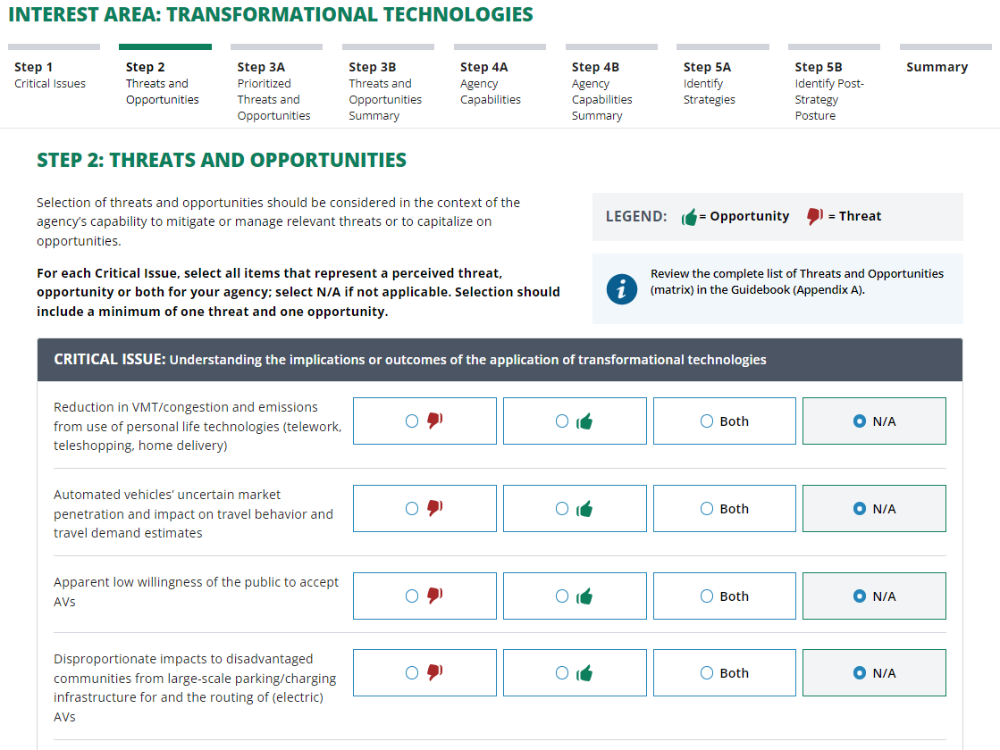 INTEREST AREA: TRANSFORMATIONAL TECHNOLOGIES
Step 1
Critical Issues
Step 2
Threats and
Opportunities
Step 3A
Prioritized
Threats and
Opportunities
Step 3B
Threats and
Opportunities
Summary
Step 4A
Agency
Capabilities
Step 4B
Agency
Capabilities
Summary
Step 5A
Identify
Strategies
Step 5B
Identify Post-
Strategy
Posture
Summary
STEP 2: THREATS AND OPPORTUNITIES
Selection of threats and opportunities should be considered in the context of the
agency’s capability to mitigate or manage relevant threats or to capitalize on
opportunities.
For each Critical Issue, select all items that represent a perceived threat,
opportunity or both for your agency; select N/A if not applicable. Selection should
include a minimum of one threat and one opportunity.
LEGEND: = Opportunity = Threat
Review the complete list of Threats and Opportunities
(matrix) in the Guidebook (Appendix A).
CRITICAL ISSUE: Understanding the implications or outcomes of the application of transformational technologies
Reduction in VMT/congestion and emissions
from use of personal life technologies (telework,
teleshopping, home delivery)
Both
N/A
Automated vehicles’ uncertain market
penetration and impact on travel behavior and
travel demand estimates
Both
N/A
Apparent low willingness of the public to accept
AVs
Both
N/A
Disproportionate impacts to disadvantaged
communities from large-scale parking/charging
infrastructure for and the routing of (electric)
AVs
Both
N/A